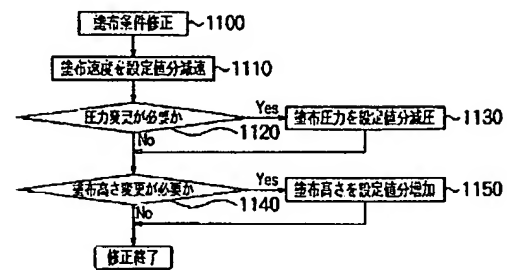 塗布条件修正 1100
塗布速度を設定値分減速 1110
圧力変更が必要か Yes 塗布圧力を設定値分減圧 1130
1120
No
塗布高さ変更が必要か Yes 塗布高さを設定値分増加 1150
1140
No
修正終了